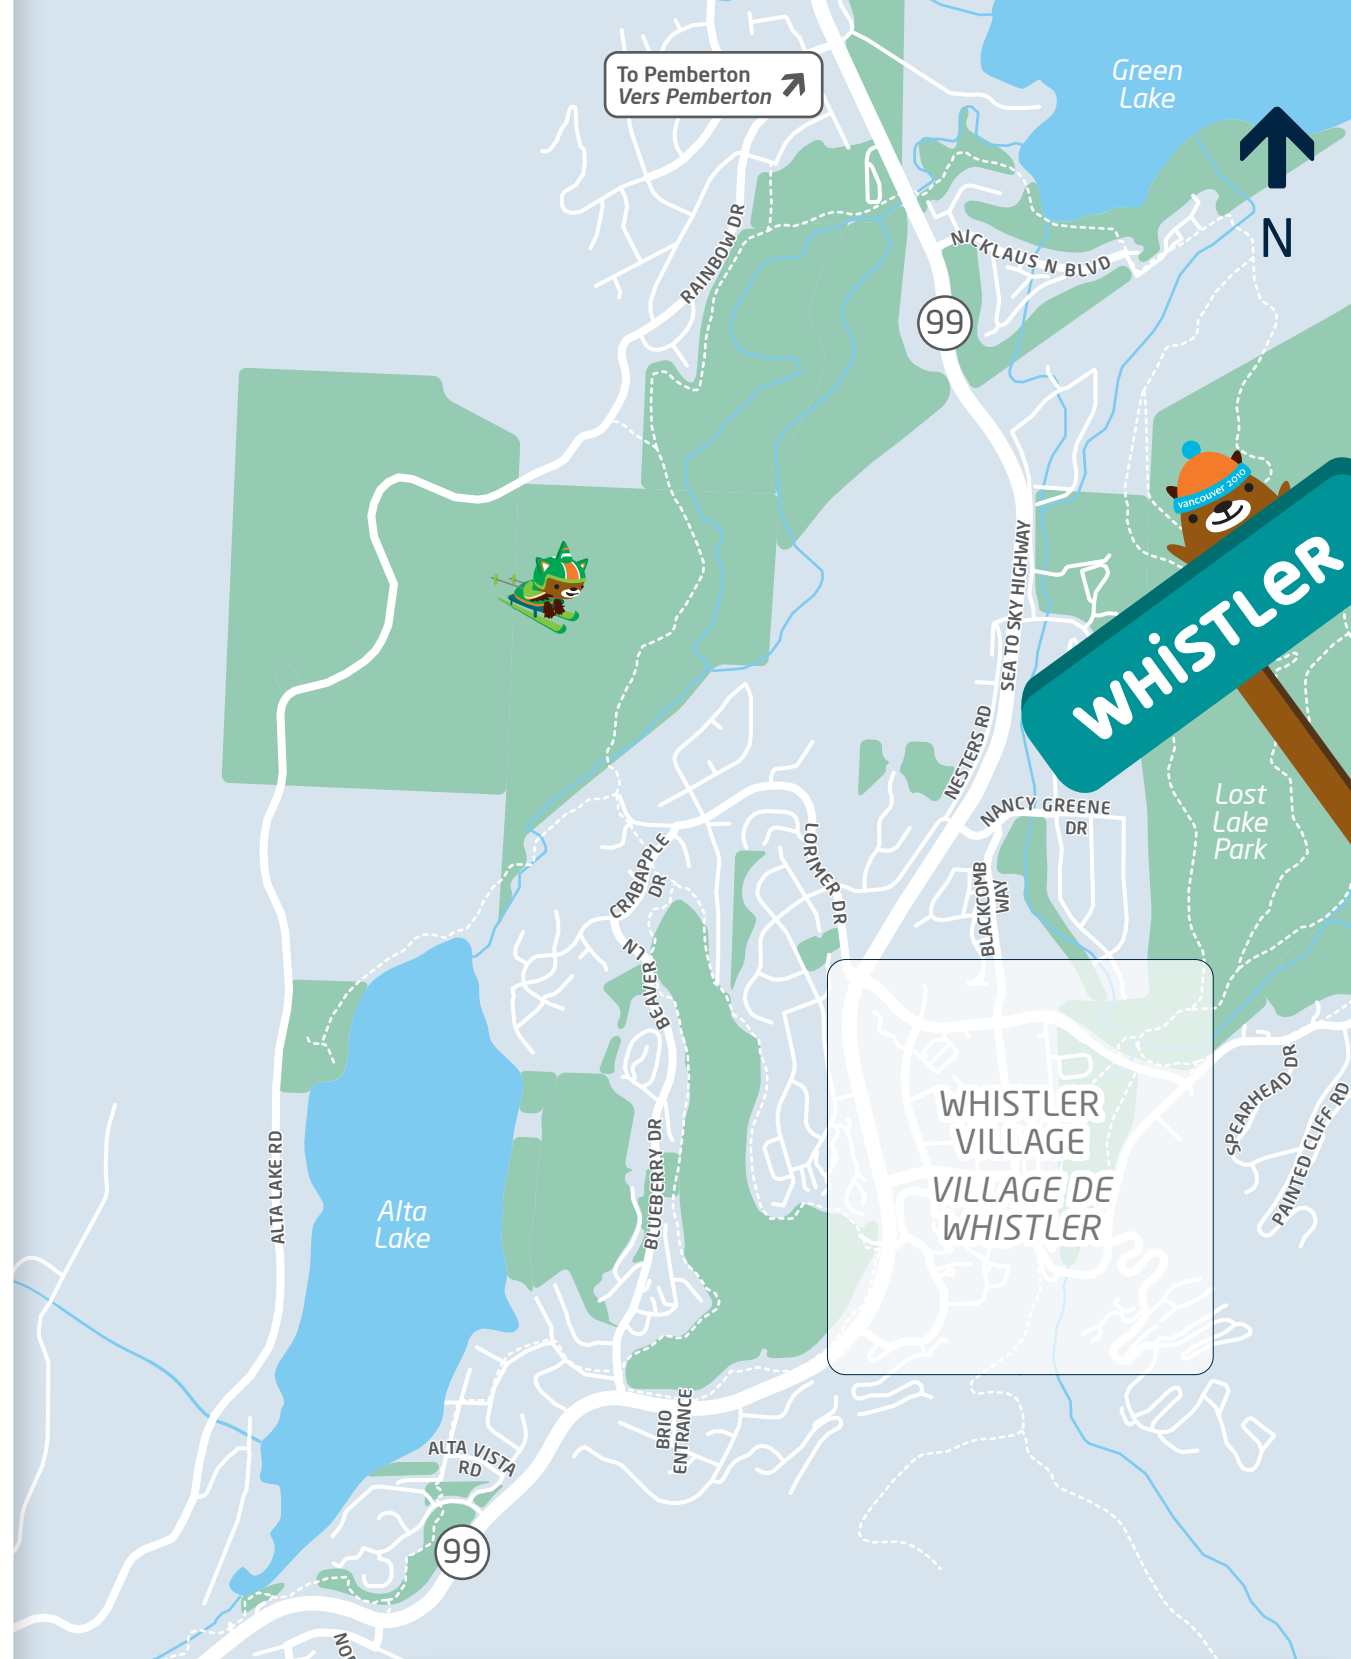 To Pemberton
Vers Pemberton
Green
Lake
N
RAINBOW DR
NICKLAUS N BLVD
99
vancouver 2010
WHiSTLeR
SEA TO SKY HIGHWAY
NESTERS RD
NANCY GREENE
DR
Lost
Lake
Park
LORIMER DR
CRABAPPLE
DR
BLACKCOMB
WAY
BEAVER LN
WHISTLER
VILLAGE
VILLAGE DE
WHISTLER
SPEARHEAD DR
PAINTED CLIFF RD
ALTA LAKE RD
Alta
Lake
BLUEBERRY DR
BRIO
ENTRANCE
ALTA VISTA
RD
99